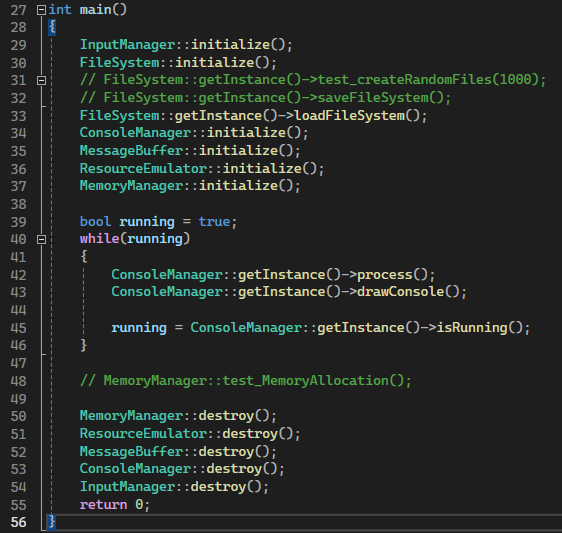 27 int main()
28 {
29 InputManager::initialize();
30 FileSystem::initialize();
31 // FileSystem::getInstance()->test_createRandomFiles(1000);
32 // FileSystem::getInstance()->saveFileSystem();
33 FileSystem::getInstance()->loadFileSystem();
34 ConsoleManager::initialize();
35 MessageBuffer::initialize();
36 ResourceEmulator::initialize();
37 MemoryManager::initialize();
38
39 bool running = true;
40 while(running)
41 {
42 ConsoleManager::getInstance()->process();
43 ConsoleManager::getInstance()->drawConsole();
44
45 running = ConsoleManager::getInstance()->isRunning();
46 }
47
48 // MemoryManager::test_MemoryAllocation();
49
50 MemoryManager::destroy();
51 ResourceEmulator::destroy();
52 MessageBuffer::destroy();
53 ConsoleManager::destroy();
54 InputManager::destroy();
55 return 0;
56 }